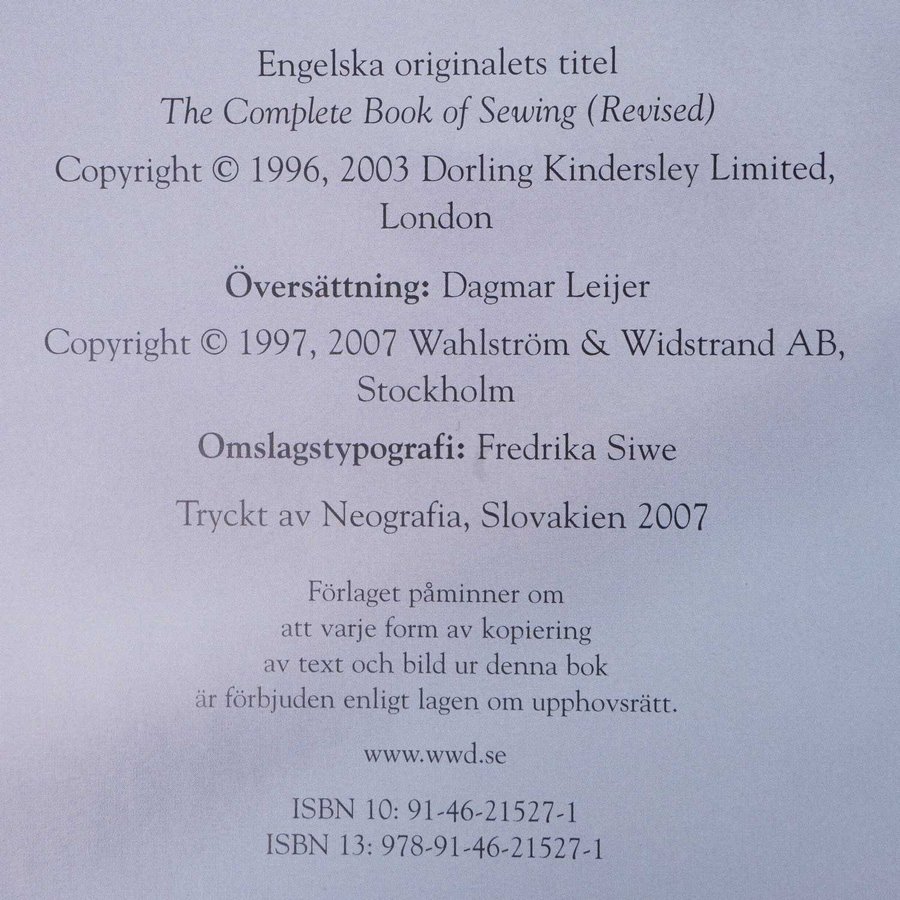 Engelska originalets titel
The Complete Book of Sewing (Revised)
Copyright © 1996, 2003 Dorling Kindersley Limited,
London
Översättning: Dagmar Leijer
Copyright © 1997, 2007 Wahlström & Widstrand AB,
Stockholm
Omslagstypografi: Fredrika Siwe
Tryckt av Neografia, Slovakien 2007
Förlaget påminner om
att varje form av kopiering
av text och bild ur denna bok
är förbjuden enligt lagen om upphovsrätt.
www.wwd.se
ISBN 10: 91-46-21527-1
ISBN 13: 978-91-46-21527-1